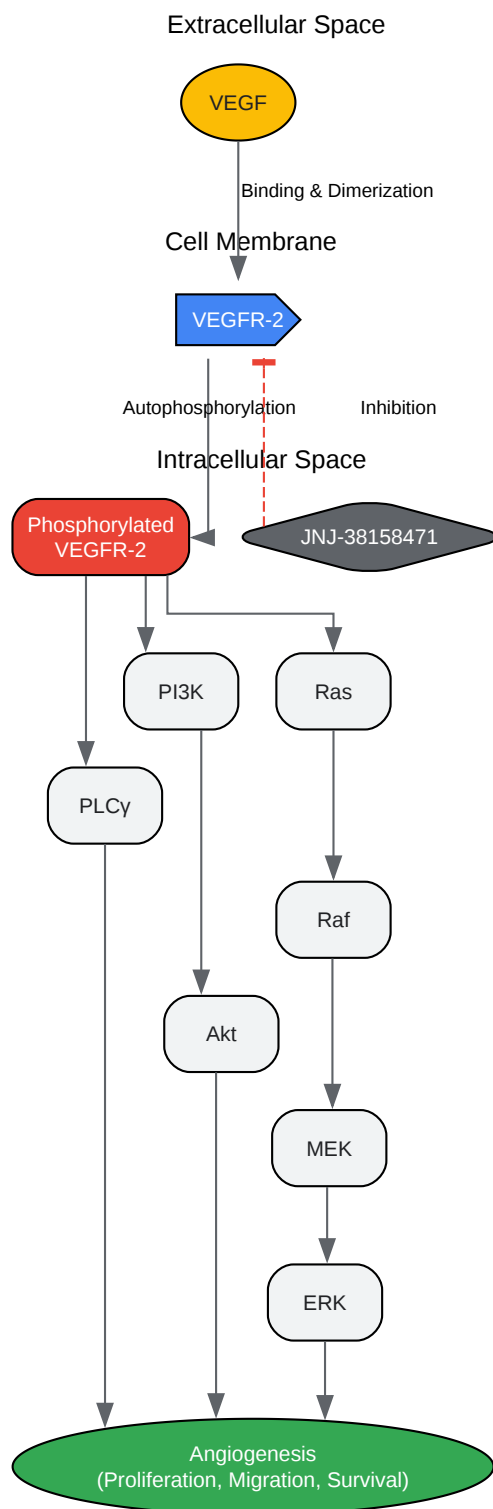 Extracellular Space
VEGF
Binding & Dimerization
Cell Membrane
VEGFR-2
Autophosphorylation
Inhibition
Intracellular Space
Phosphorylated
VEGFR-2
JNJ-38158471
PI3K
Ras
PLCγ
Raf
Akt
MEK
ERK
Angiogenesis
(Proliferation, Migration, Survival)